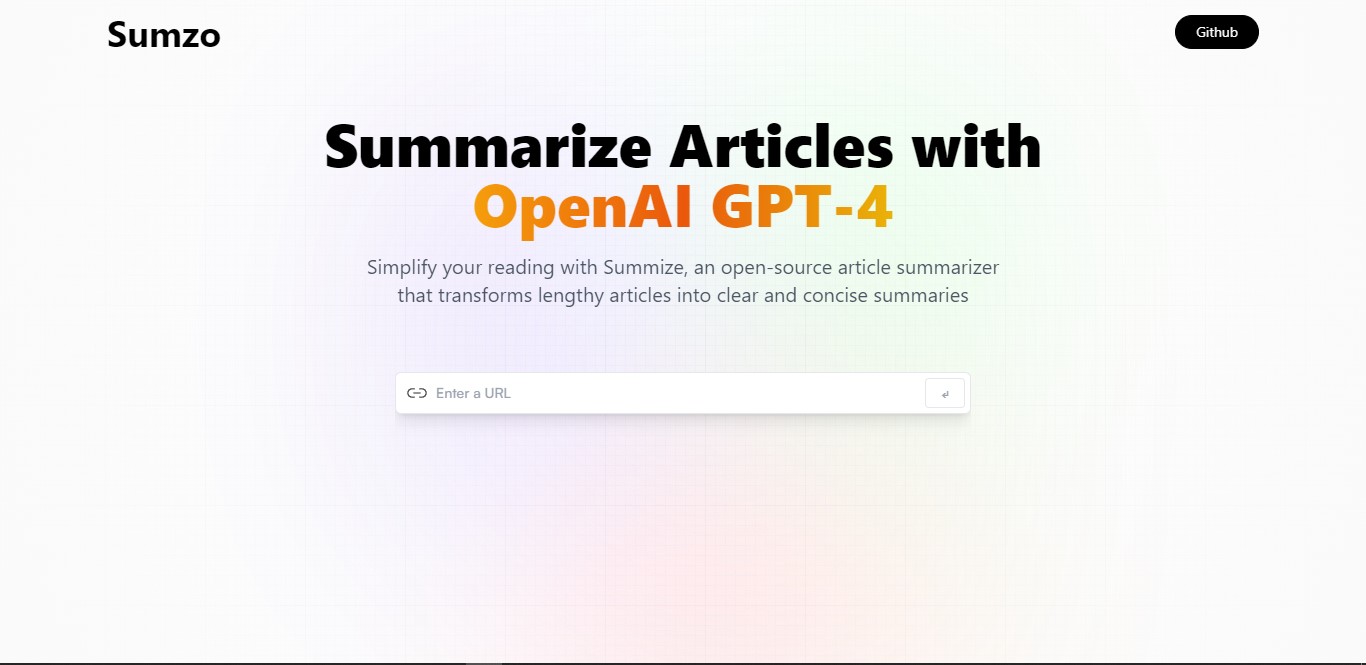 Sumzo
Github
Summarize Articles with
OpenAI GPT-4
Simplify your reading with Summize, an open-source article summarizer
that transforms lengthy articles into clear and concise summaries
Enter a URL
↵